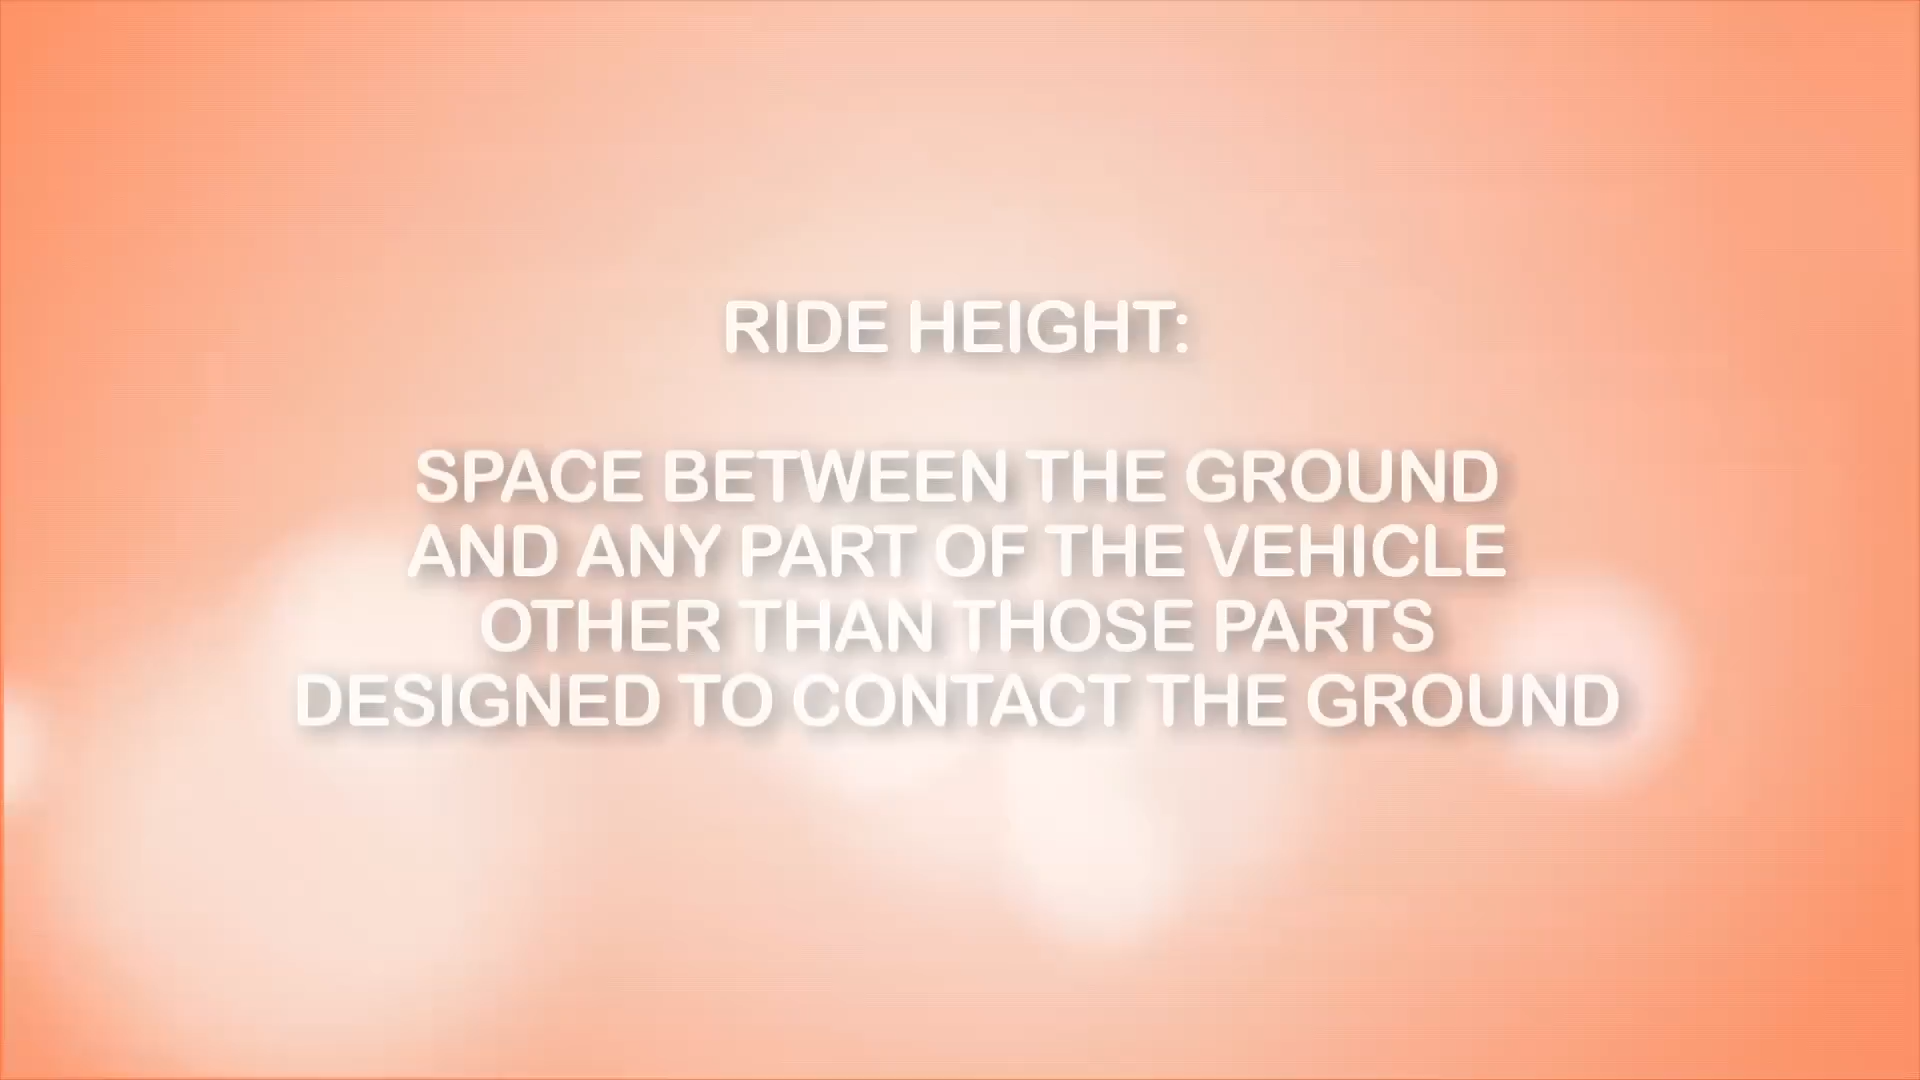 RIDE HEIGHT:
SPACE BETWEEN THE GROUND
AND ANY PART OF THE VEHICLE
OTHER THAN THOSE PARTS
DESIGNED TO CONTACT THE GROUND